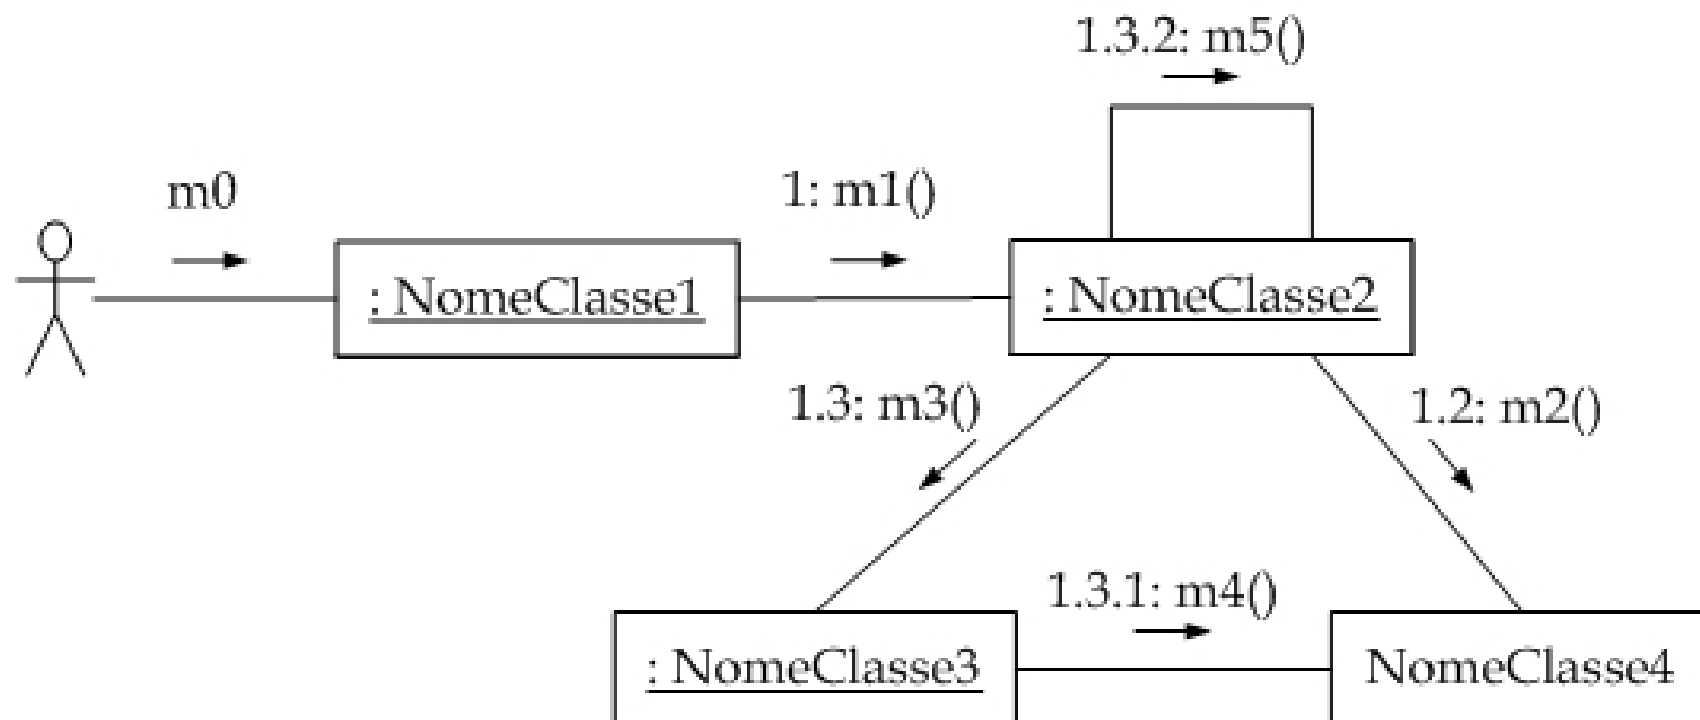 1.3.2: m5()
m0
1: m1()
: NomeClasse1
: NomeClasse2
1.3: m3()
1.2: m2()
1.3.1: m4()
: NomeClasse3
NomeClasse4